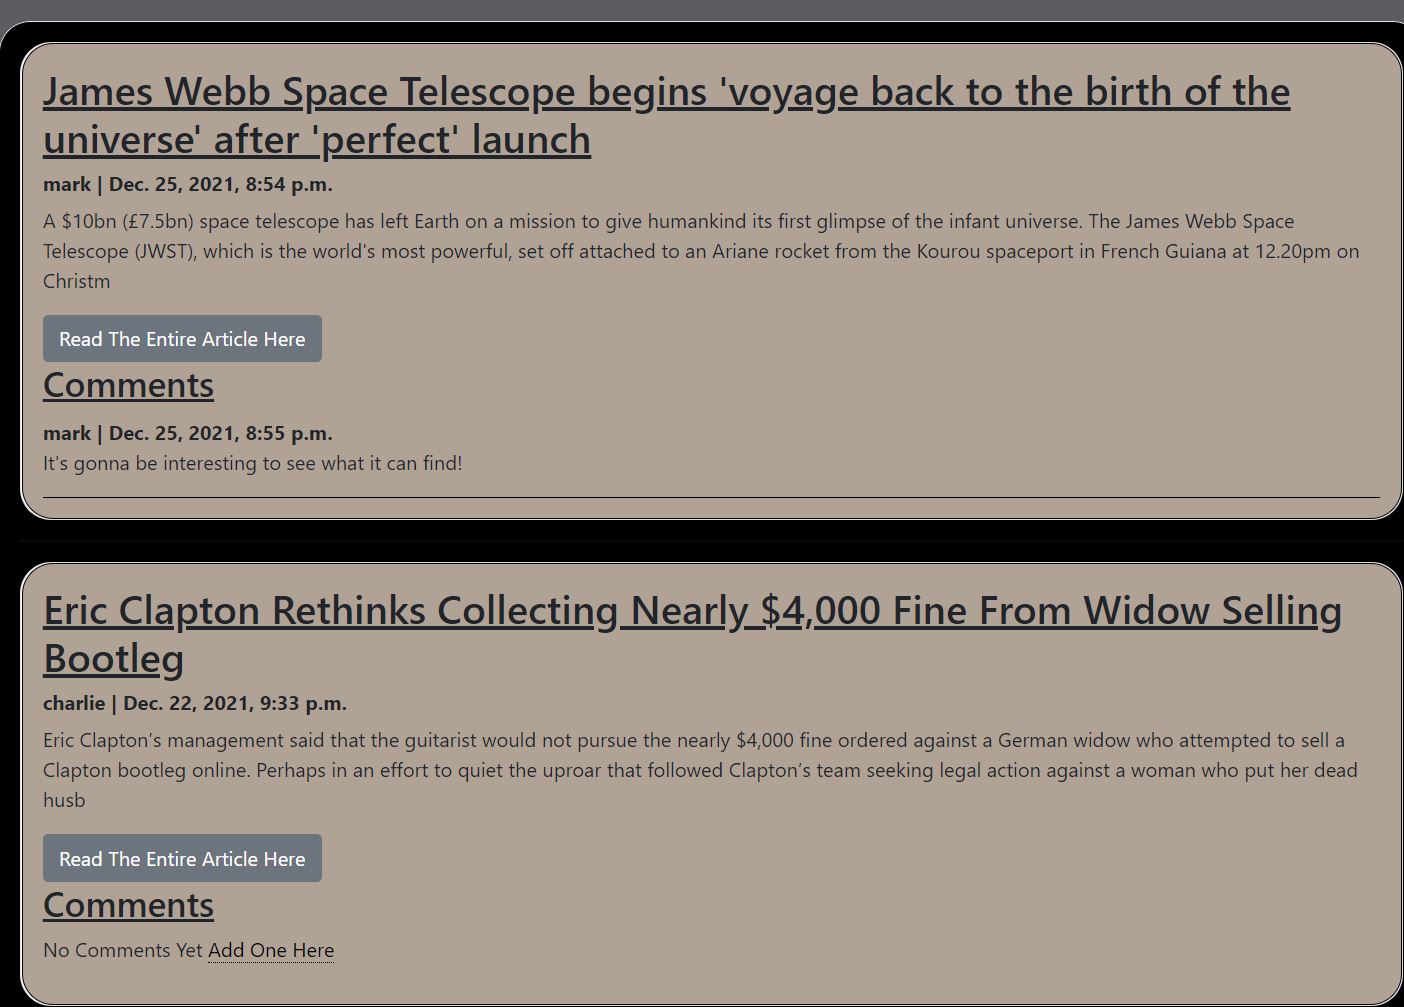 James Webb Space Telescope begins 'voyage back to the birth of the
universe' after 'perfect' launch
mark | Dec. 25, 2021, 8:54 p.m.
A $10bn (£7.5bn) space telescope has left Earth on a mission to give humankind its first glimpse of the infant universe. The James Webb Space
Telescope (JWST), which is the world's most powerful, set off attached to an Ariane rocket from the Kourou spaceport in French Guiana at 12.20pm on
Christm
Read The Entire Article Here
Comments
mark | Dec. 25, 2021, 8:55 p.m.
It's gonna be interesting to see what it can find!
Eric Clapton Rethinks Collecting Nearly $4,000 Fine From Widow Selling
Bootleg
charlie | Dec. 22, 2021, 9:33 p.m.
Eric Clapton’s management said that the guitarist would not pursue the nearly $4,000 fine ordered against a German widow who attempted to sell a
Clapton bootleg online. Perhaps in an effort to quiet the uproar that followed Clapton’s team seeking legal action against a woman who put her dead
husb
Read The Entire Article Here
Comments
No Comments Yet Add One Here